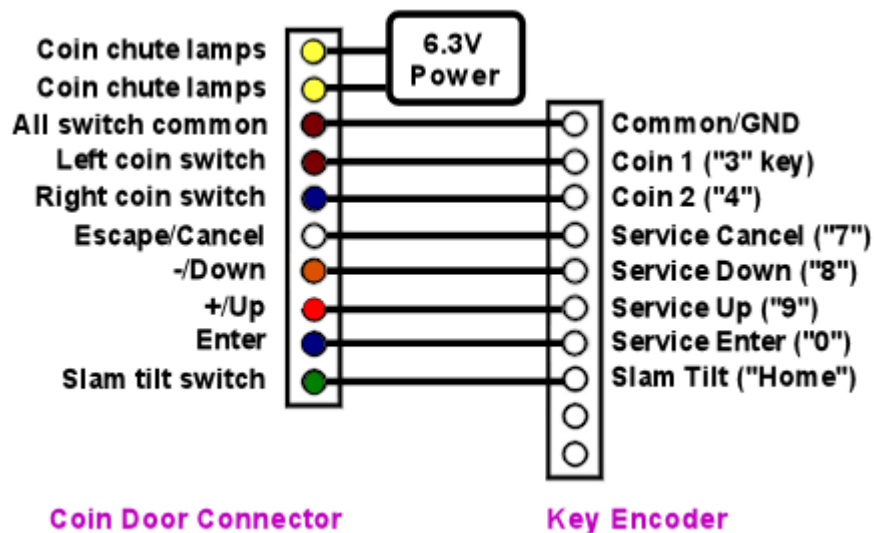 Coin chute lamps
Coin chute lamps
All switch common
Left coin switch
Right coin switch
Escape/Cancel
-/Down
+/Up
Enter
Slam tilt switch
6.3V
Power
Common/GND
Coin 1 ("3" key)
Coin 2 ("4")
Service Cancel ("7")
Service Down ("8")
Service Up ("9")
Service Enter ("0")
Slam Tilt ("Home")
Coin Door Connector
Key Encoder